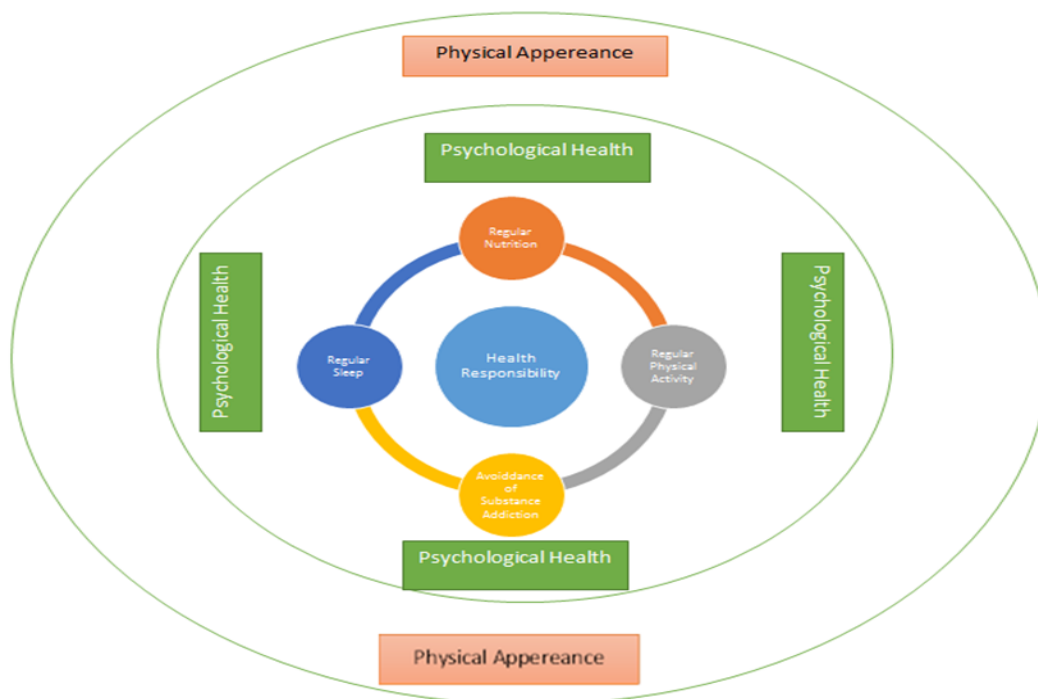 Physical Appereance
Psychological Health
Regular
Nutrition
Psychological Health
Regular
Sleep
Health
Responsibility
Regular
Physical
Activity
Psychological Health
Avoiddance
of
Substance
Addiction
Psychological Health
Physical Appereance